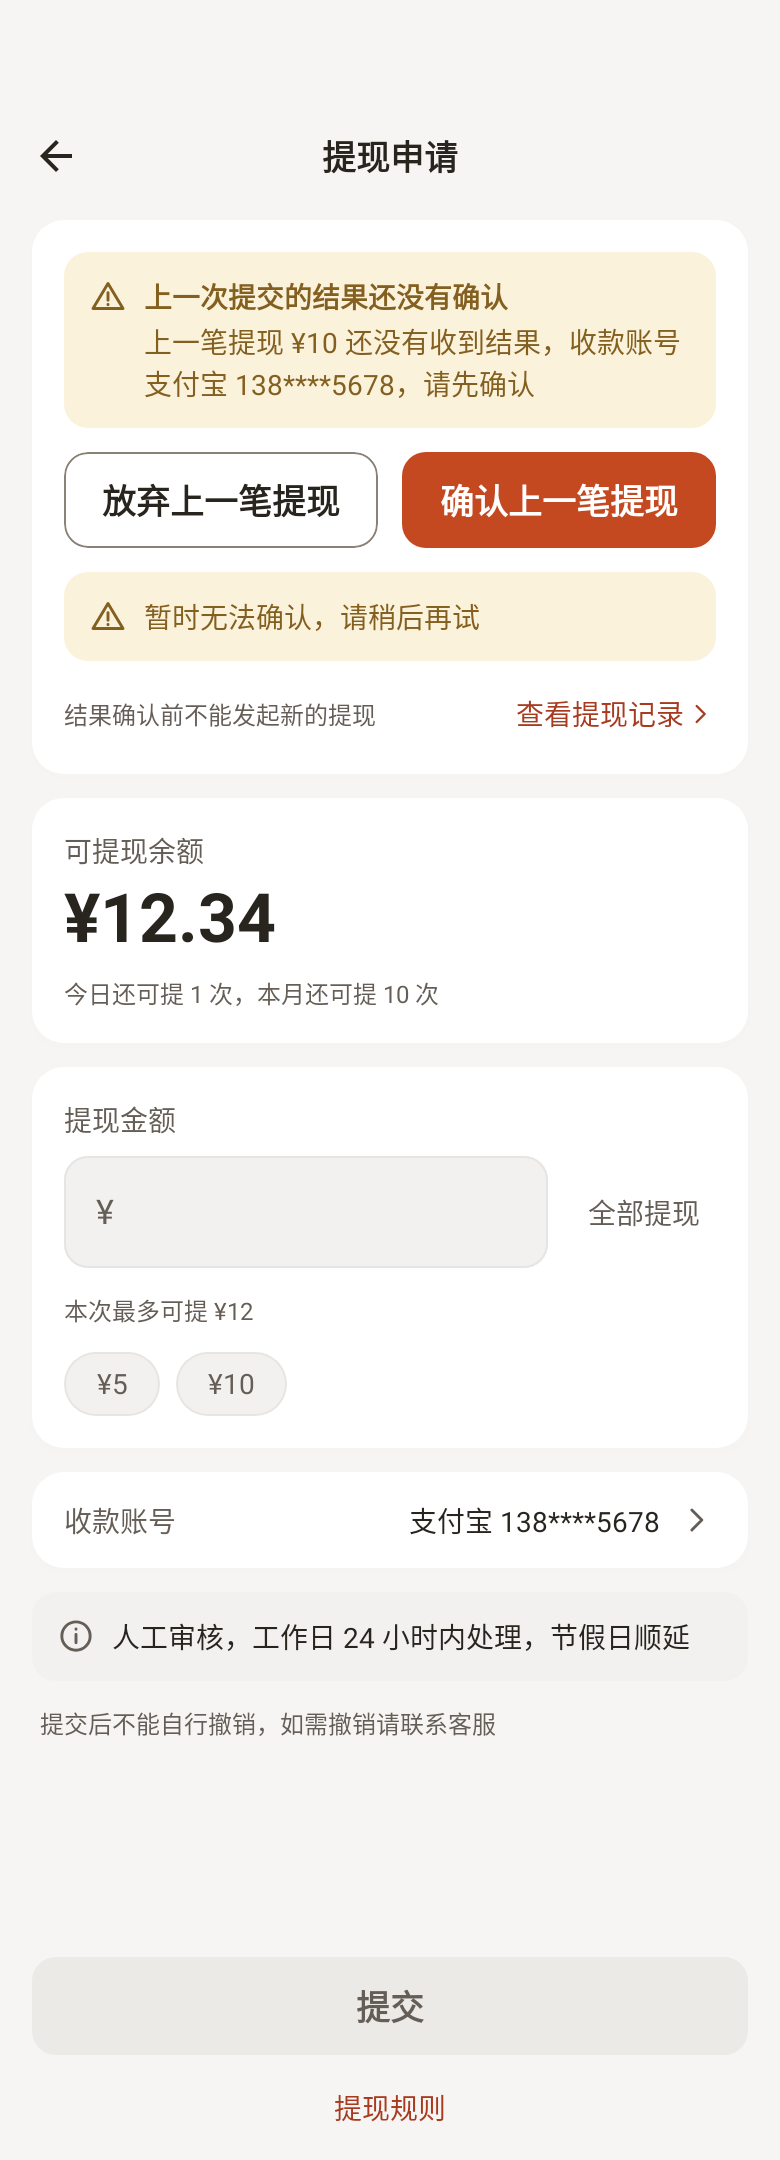 提现申请
上一次提交的结果还没有确认
上一笔提现 ¥10 还没有收到结果，收款账号
支付宝 138****5678，请先确认
放弃上一笔提现
确认上一笔提现
暂时无法确认，请稍后再试
结果确认前不能发起新的提现
查看提现记录
可提现余额
¥12.34
今日还可提 1 次，本月还可提 10 次
提现金额
¥
全部提现
本次最多可提 ¥12
¥5
¥10
收款账号
支付宝 138****5678
人工审核，工作日 24 小时内处理，节假日顺延
提交后不能自行撤销，如需撤销请联系客服
提交
提现规则